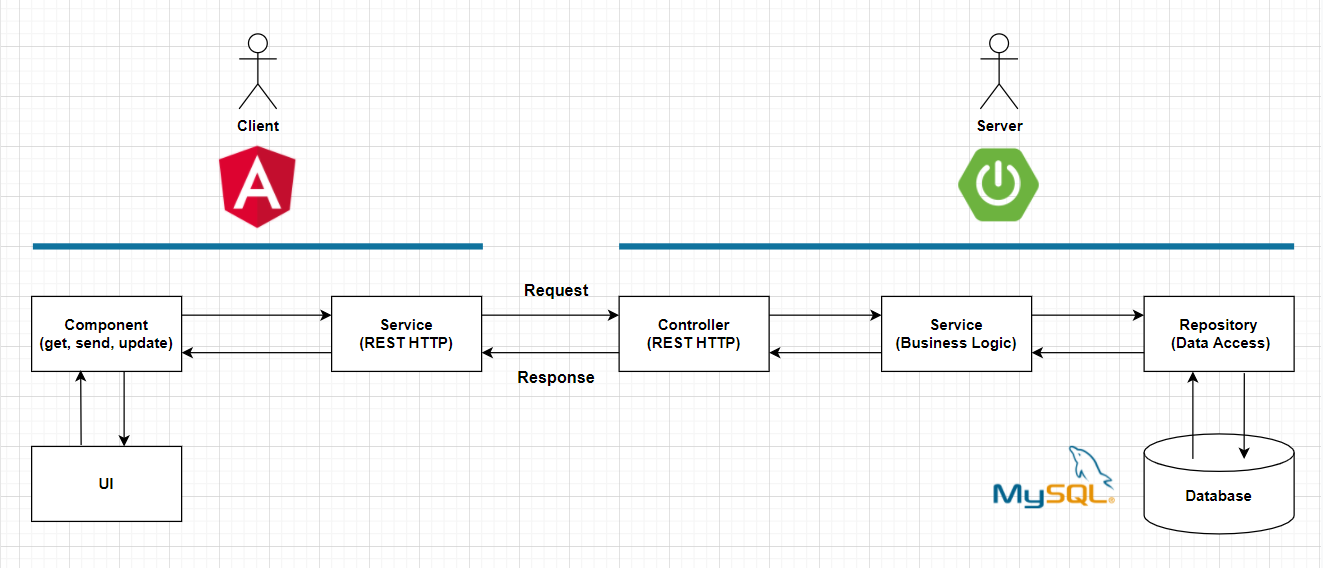 Client
Server
A
Request
Component
(get, send, update)
Service
(REST HTTP)
Controller
(REST HTTP)
Service
(Business Logic)
Repository
(Data Access)
Response
UI
MySQL®
Database